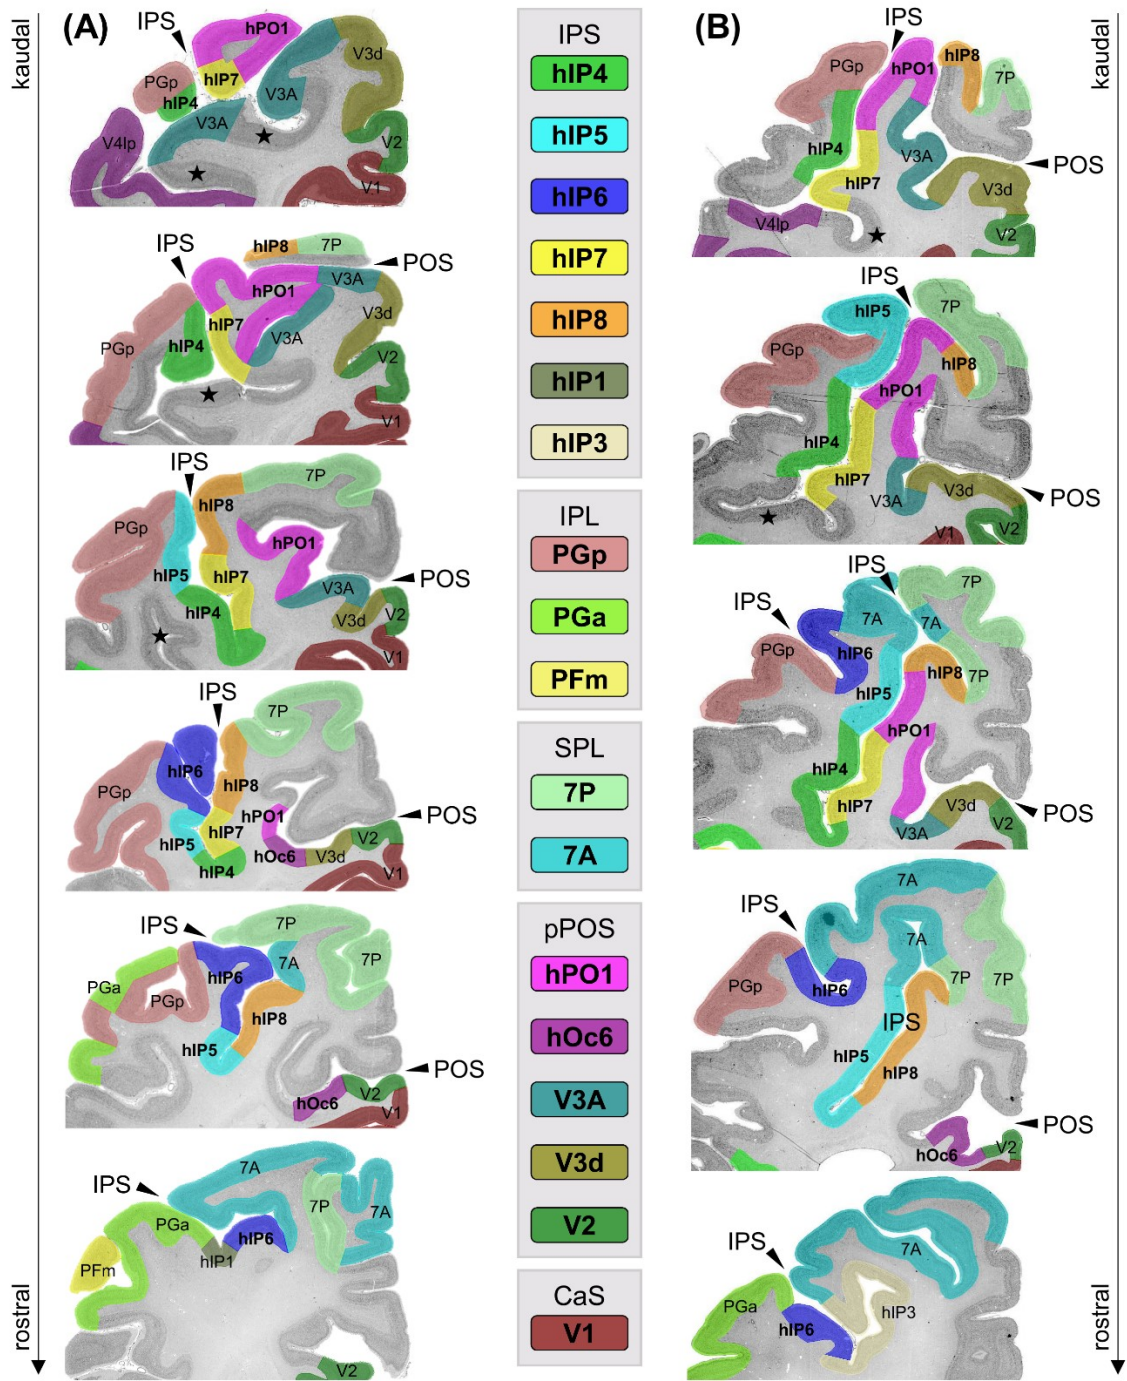 kaudal
(A)
IPS
hPO1
V3d
hIP7
PGp
hIP4
V3A
V3A
V4lp
V2
V1
hIP8
7P
IPS
POS
V3A
hPO1
V3d
hIP7
hIP4
V3A
PGp
V2
V1
IPS
7P
hIP8
PGp
hPO1
hIP5
hIP7
POS
V3A
hIP4
V2
V3d
V1
IPS
7P
hIP6
hIP8
PGp
hPO1
POS
hIP7
hIP5
V2
hOc6
V3d
hIP4
V1
IPS
7P
7P
hIP6
7A
PGa
PGp
hIP8
hIP5
POS
hOc6
V2
V1
7A
IPS
7P
7A
PGa
hIP6
hIP1
PFm
V2
rostral
IPS
hIP4
hIP5
hIP6
hIP7
hIP8
hIP1
hIP3
IPL
PGp
PGa
PFm
SPL
7P
7A
pPOS
hPO1
hOc6
V3A
V3d
V2
CaS
V1
(B)
kaudal
IPS
hIP8
PGp
hPO1
7P
hIP4
V3A
POS
hIP7
V3d
V4lp
V2
IPS
7P
hIP5
PGp
hIP8
hPO1
hIP4
hIP7
V3A
V3d
POS
V1
V2
IPS
7P
IPS
7A
7A
PGp
hIP6
hIP8
7P
hIP5
hPO1
hIP4
hIP7
V3d
POS
V3A
V2
7A
IPS
7A
PGp
hIP6
7P
7P
IPS
hIP5
hIP8
POS
hOc6
V2
IPS
7A
PGa
hIP3
hIP6
rostral